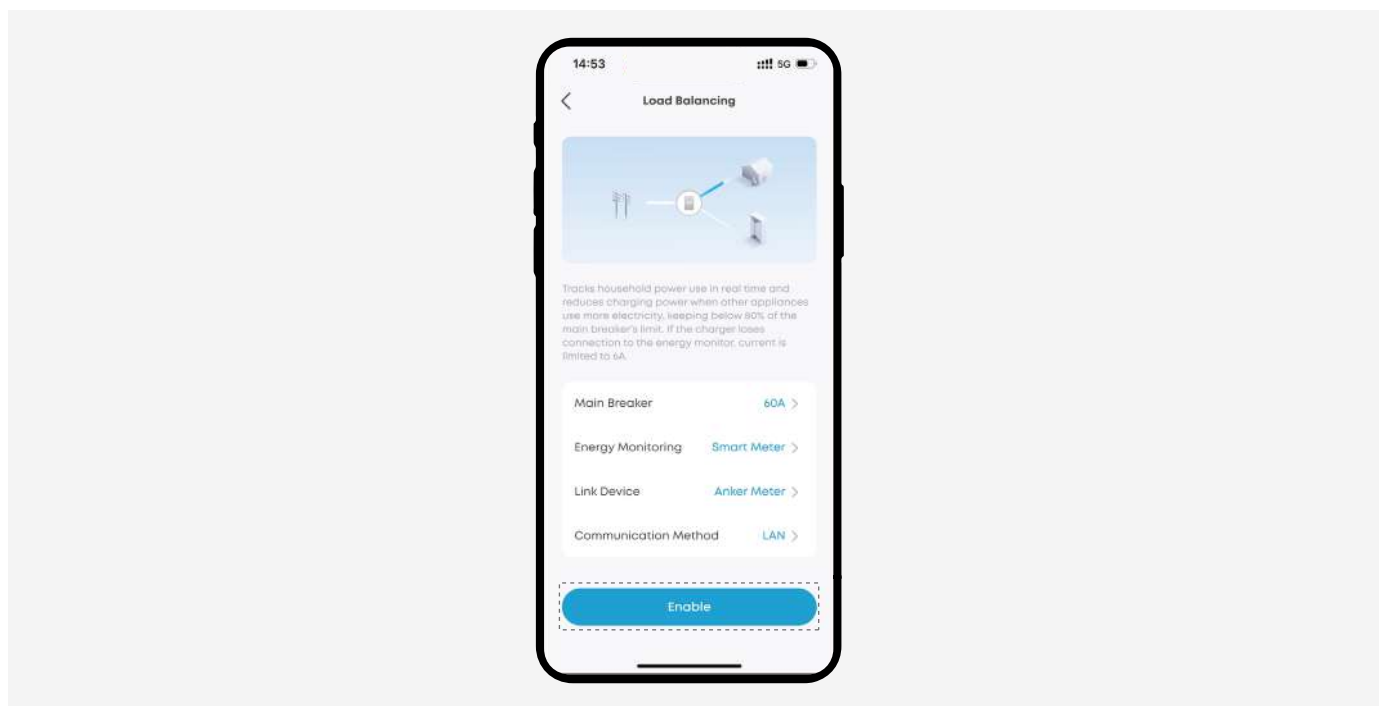 14:53
5G
Load Balancing
Tracks household power use in real time and
reduces charging power when other appliances
use more electricity, keeping below 80% of the
main breaker's limit. If the charger loses
connection to the energy monitor, current is
limited to 6A.
Main Breaker 60A >
Energy Monitoring Smart Meter >
Link Device Anker Meter >
Communication Method LAN >
Enable